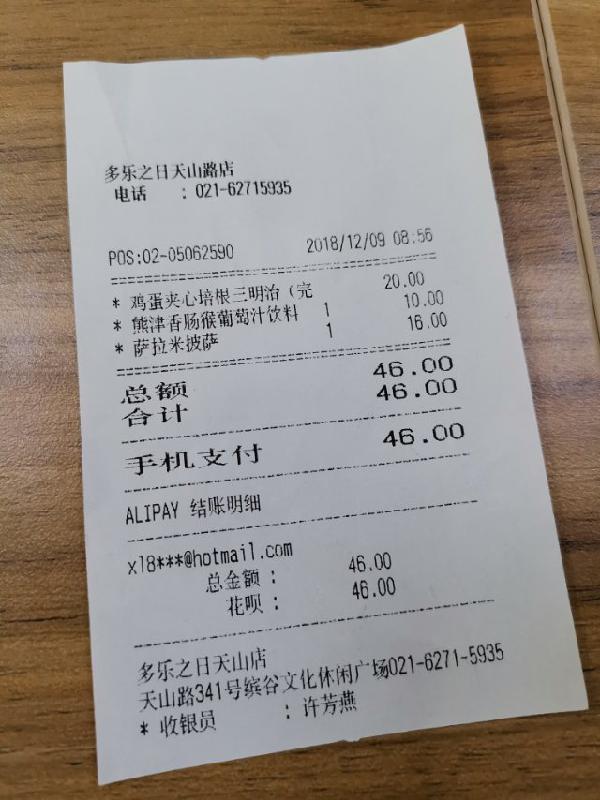 多乐之日天山路店
电话 : 021-62715935
POS:02-05062590 2018/12/09 08:56
* 鸡蛋夹心培根三明治（完 20.00
* 熊津香肠猴葡萄汁饮料 1 10.00
* 萨拉米披萨 1 16.00
总额 46.00
合计 46.00
手机支付 46.00
ALIPAY 结账明细
xl8***@hotmail.com
总金额 : 46.00
花呗 : 46.00
多乐之日天山店
天山路341号缤谷文化休闲广场021-6271-5935
* 收银员 : 许芳燕